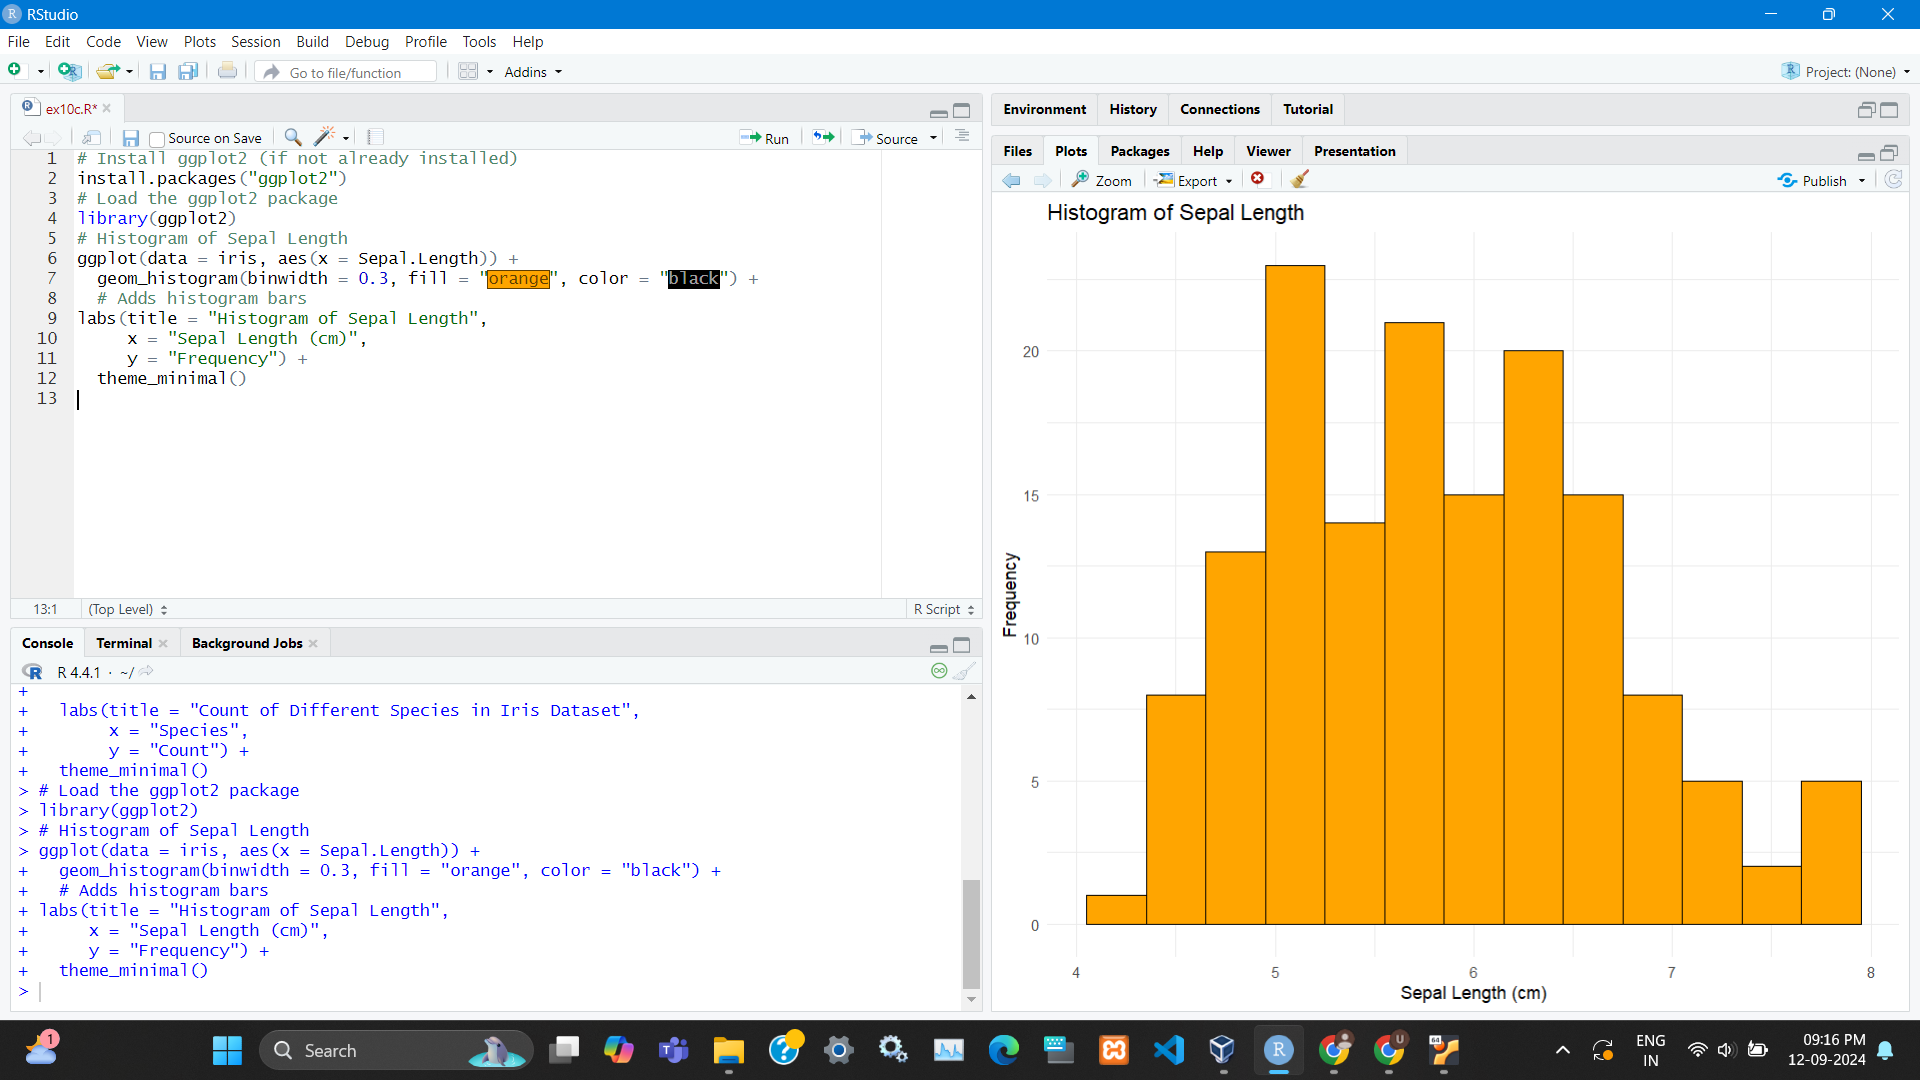 RStudio
File Edit Code View Plots Session Build Debug Profile Tools Help
Go to file/function Addins Project: (None)
ex10c.R*
Source on Save Run Source
1 # Install ggplot2 (if not already installed)
2 install.packages("ggplot2")
3 # Load the ggplot2 package
4 library(ggplot2)
5 # Histogram of Sepal Length
6 ggplot(data = iris, aes(x = Sepal.Length)) +
7 geom_histogram(binwidth = 0.3, fill = "orange", color = "black") +
8 # Adds histogram bars
9 labs(title = "Histogram of Sepal Length",
10 x = "Sepal Length (cm)",
11 y = "Frequency") +
12 theme_minimal()
13
13:1 (Top Level) R Script
Console Terminal Background Jobs
R 4.4.1 · ~/
+
+ labs(title = "Count of Different Species in Iris Dataset",
+ x = "Species",
+ y = "Count") +
+ theme_minimal()
> # Load the ggplot2 package
> library(ggplot2)
> # Histogram of Sepal Length
> ggplot(data = iris, aes(x = Sepal.Length)) +
+ geom_histogram(binwidth = 0.3, fill = "orange", color = "black") +
+ # Adds histogram bars
+ labs(title = "Histogram of Sepal Length",
+ x = "Sepal Length (cm)",
+ y = "Frequency") +
+ theme_minimal()
>
Environment History Connections Tutorial
Files Plots Packages Help Viewer Presentation
Zoom Export Publish
Histogram of Sepal Length
20
15
10
5
0
Frequency
4 5 6 7 8
Sepal Length (cm)
1 Search
64
U
ENG
IN
09:16 PM
12-09-2024